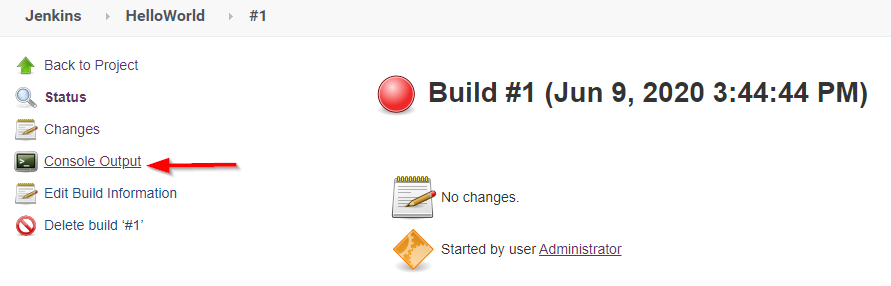 Jenkins HelloWorld #1
Back to Project
Status
Changes
Console Output
Edit Build Information
Delete build ‘#1’
Build #1 (Jun 9, 2020 3:44:44 PM)
No changes.
Started by user Administrator